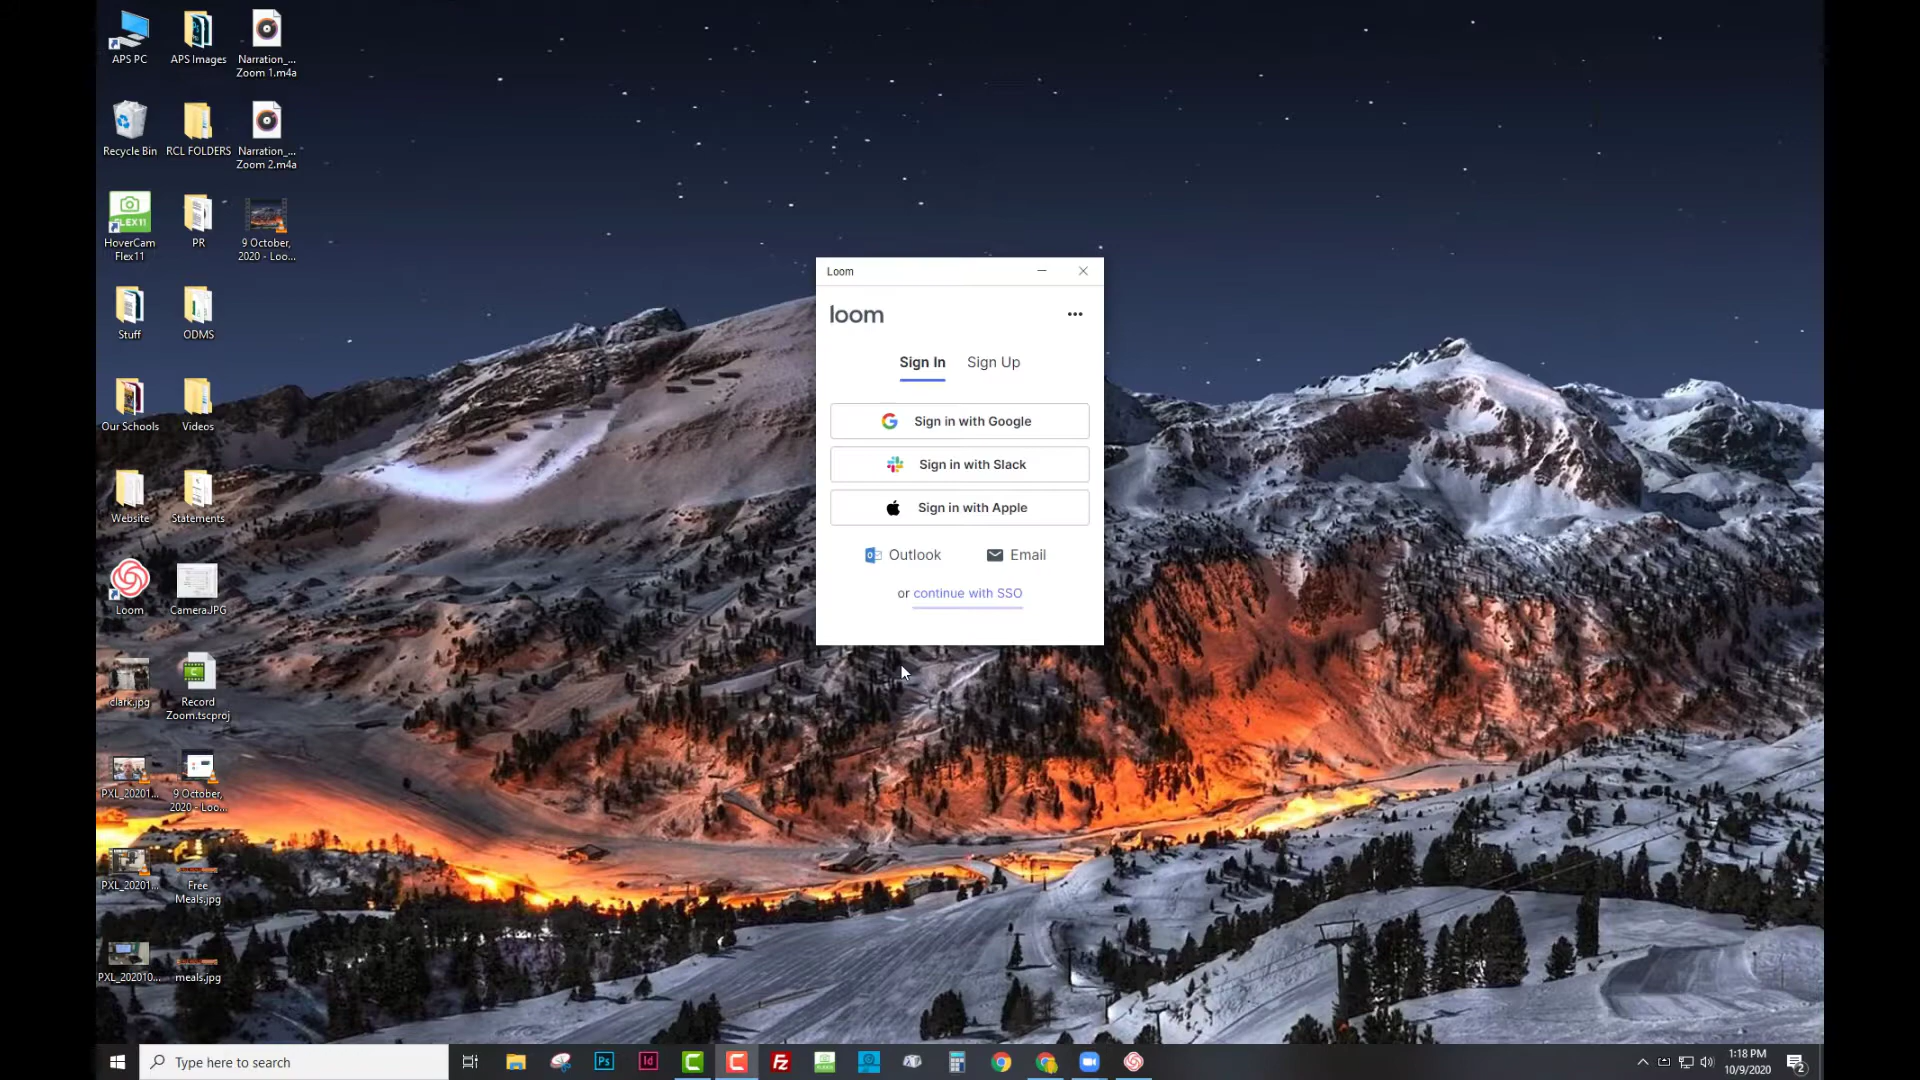 APS PC
APS Images
Narration_...
Zoom 1.m4a
Recycle Bin
RCL FOLDERS
Narration_...
Zoom 2.m4a
FLEX11
HoverCam
Flex11
PR
9 October,
2020 - Loo...
Stuff
ODMS
Our Schools
Videos
Website
Statements
Loom
Camera.JPG
clark.jpg
Record
Zoom.tscproj
PXL_20201...
9 October,
2020 - Loo...
PXL_20201...
Free
Meals.jpg
PXL_202010...
meals.jpg
Loom
loom
Sign In
Sign Up
Sign in with Google
Sign in with Slack
Sign in with Apple
Outlook
Email
or continue with SSO
Type here to search
Ps
Id
1:18 PM
10/9/2020
2